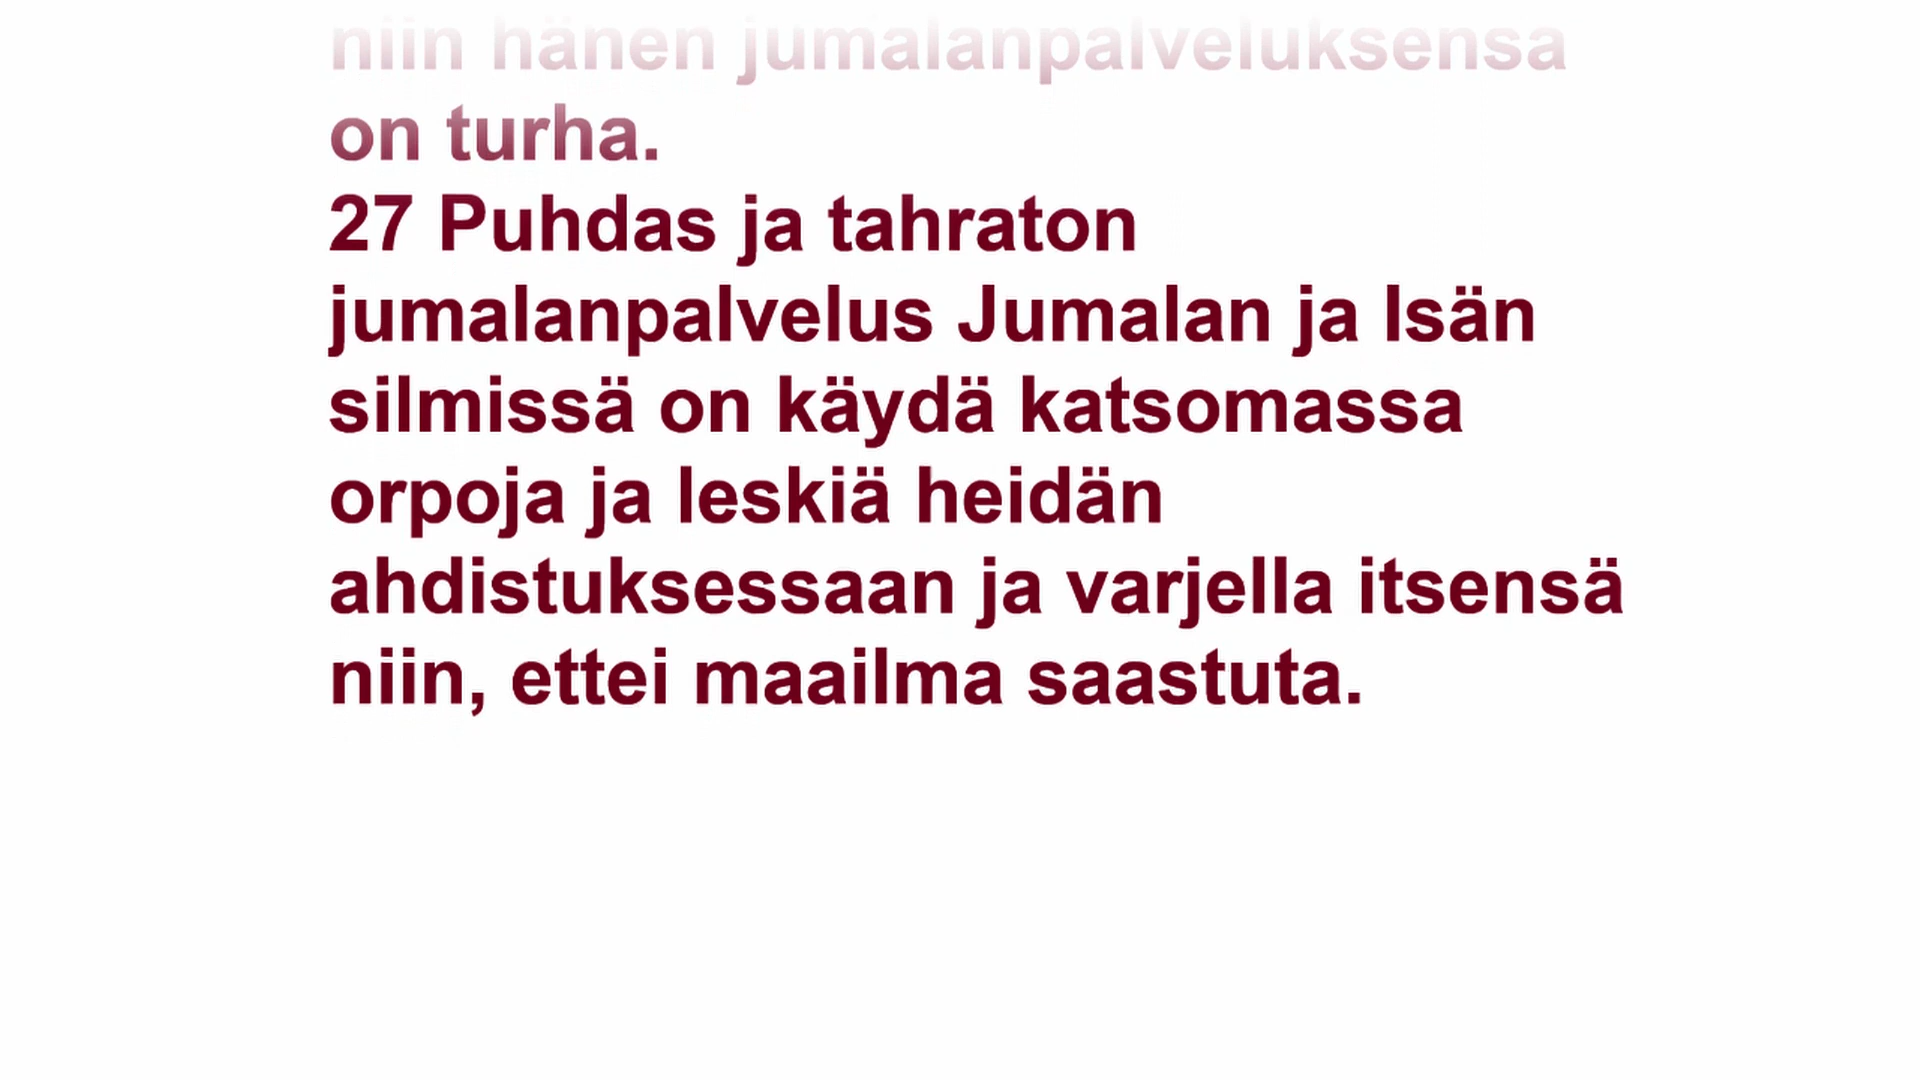 niin hänen jumalanpalveluksensa
on turha.
27 Puhdas ja tahraton
jumalanpalvelus Jumalan ja Isän
silmissä on käydä katsomassa
orpoja ja leskiä heidän
ahdistuksessaan ja varjella itsensä
niin, ettei maailma saastuta.